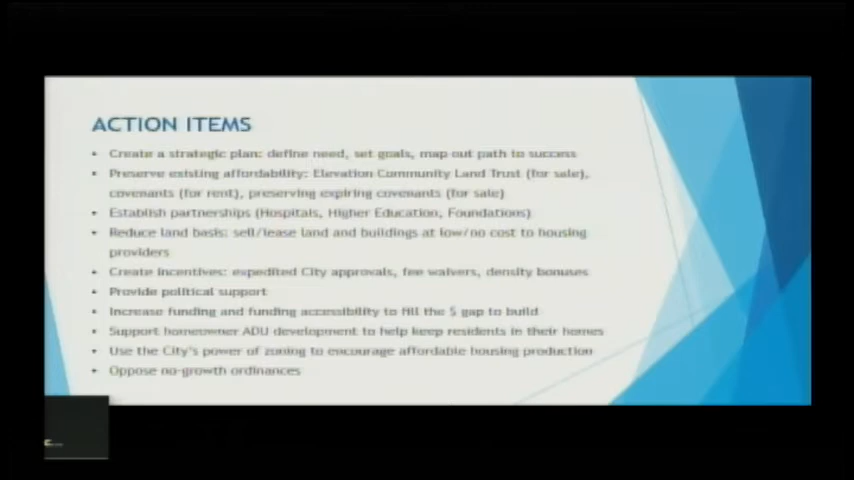 ACTION ITEMS
• Create a strategic plan: define need, set goals, map out path to success
• Preserve existing affordability: Elevation Community Land Trust (for sale),
covenants (for rent), preserving expiring covenants (for sale)
• Establish partnerships (Hospitals, Higher Education, Foundations)
• Reduce land basis: sell/lease land and buildings at low/no cost to housing
providers
• Create incentives: expedited City approvals, fee waivers, density bonuses
• Provide political support
• Increase funding and funding accessibility to fill the $ gap to build
• Support homeowner ADU development to help keep residents in their homes
• Use the City's power of zoning to encourage affordable housing production
• Oppose no-growth ordinances